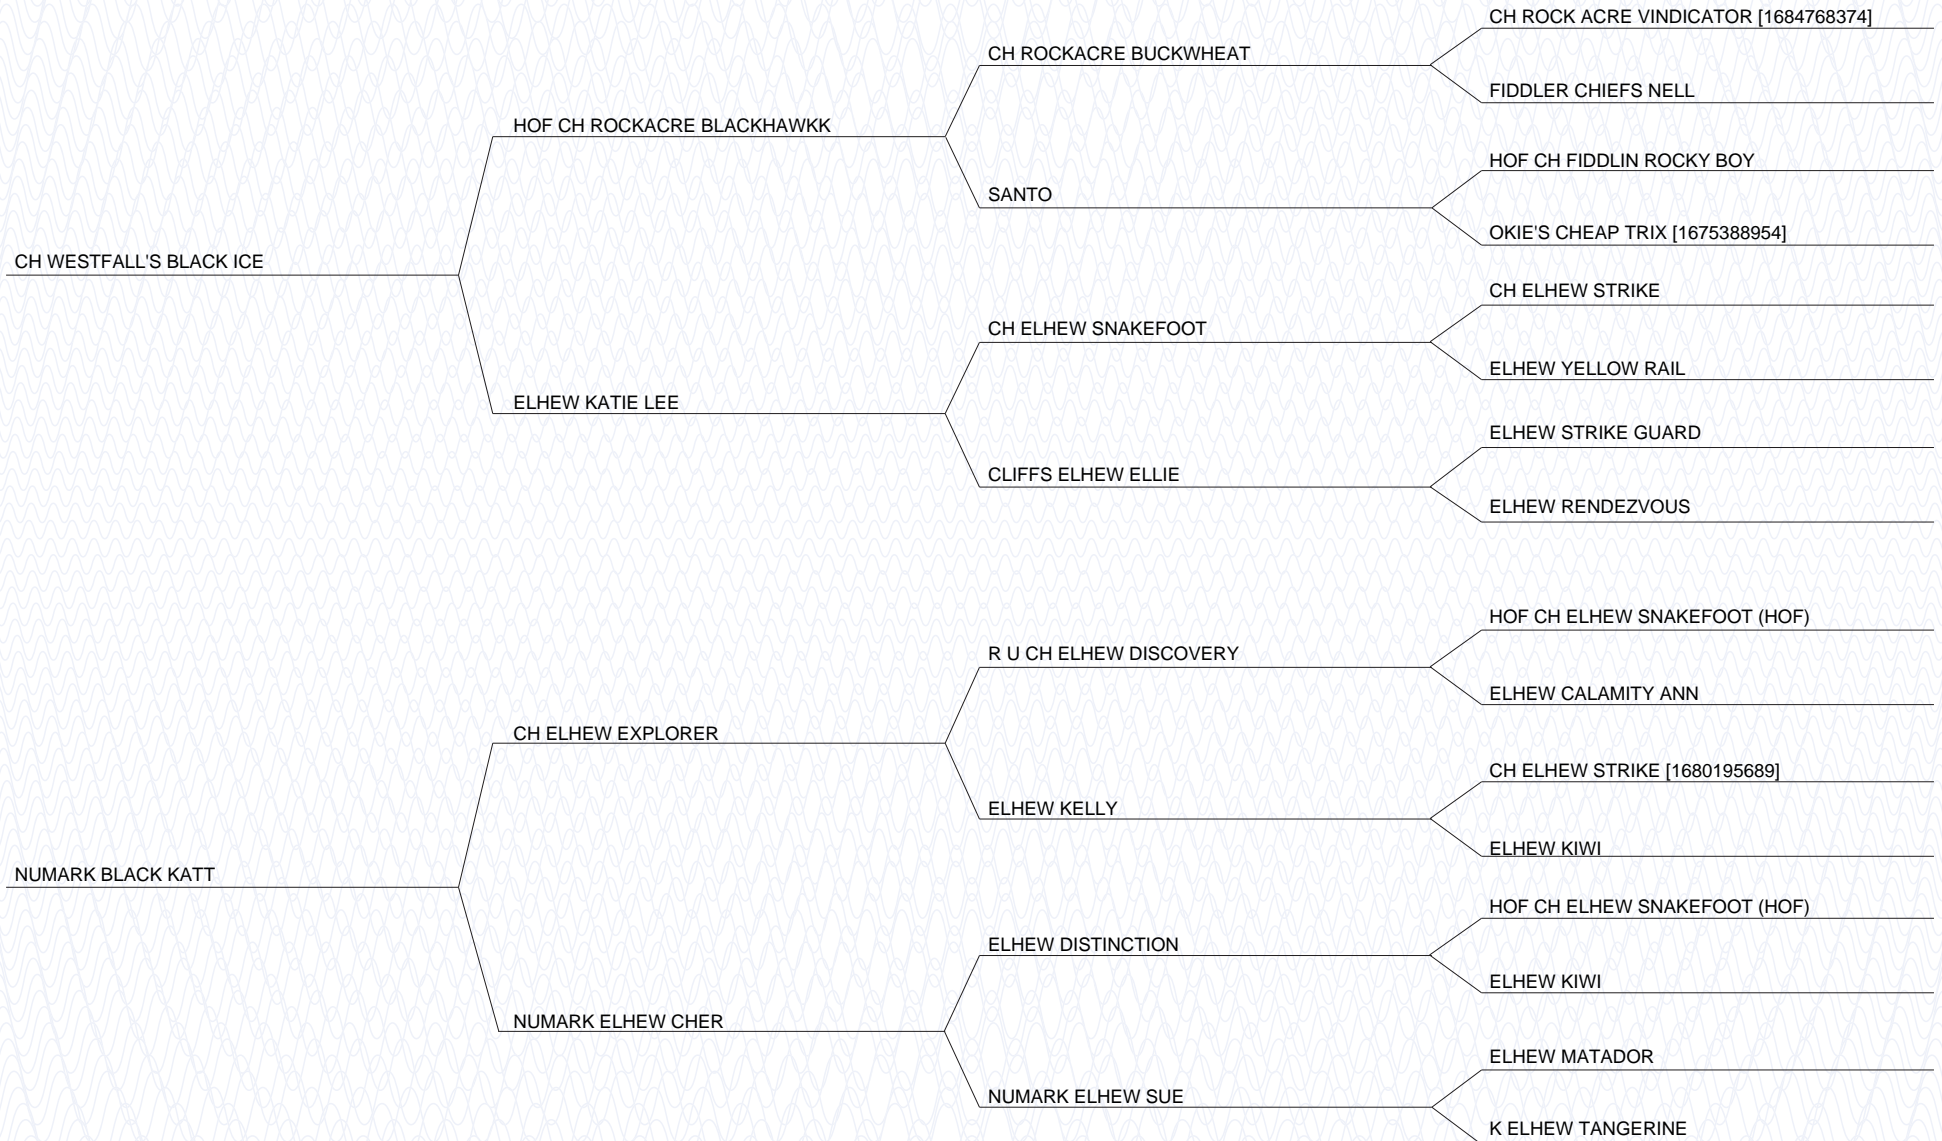 CH ROCK ACRE VINDICATOR [1684768374]
CH ROCKACRE BUCKWHEAT
FIDDLER CHIEFS NELL
HOF CH ROCKACRE BLACKHAWKK
HOF CH FIDDLIN ROCKY BOY
SANTO
OKIE'S CHEAP TRIX [1675388954]
CH WESTFALL'S BLACK ICE
CH ELHEW STRIKE
CH ELHEW SNAKEFOOT
ELHEW YELLOW RAIL
ELHEW KATIE LEE
ELHEW STRIKE GUARD
CLIFFS ELHEW ELLIE
ELHEW RENDEZVOUS
HOF CH ELHEW SNAKEFOOT (HOF)
R U CH ELHEW DISCOVERY
ELHEW CALAMITY ANN
CH ELHEW EXPLORER
CH ELHEW STRIKE [1680195689]
ELHEW KELLY
ELHEW KIWI
NUMARK BLACK KATT
HOF CH ELHEW SNAKEFOOT (HOF)
ELHEW DISTINCTION
ELHEW KIWI
NUMARK ELHEW CHER
ELHEW MATADOR
NUMARK ELHEW SUE
K ELHEW TANGERINE